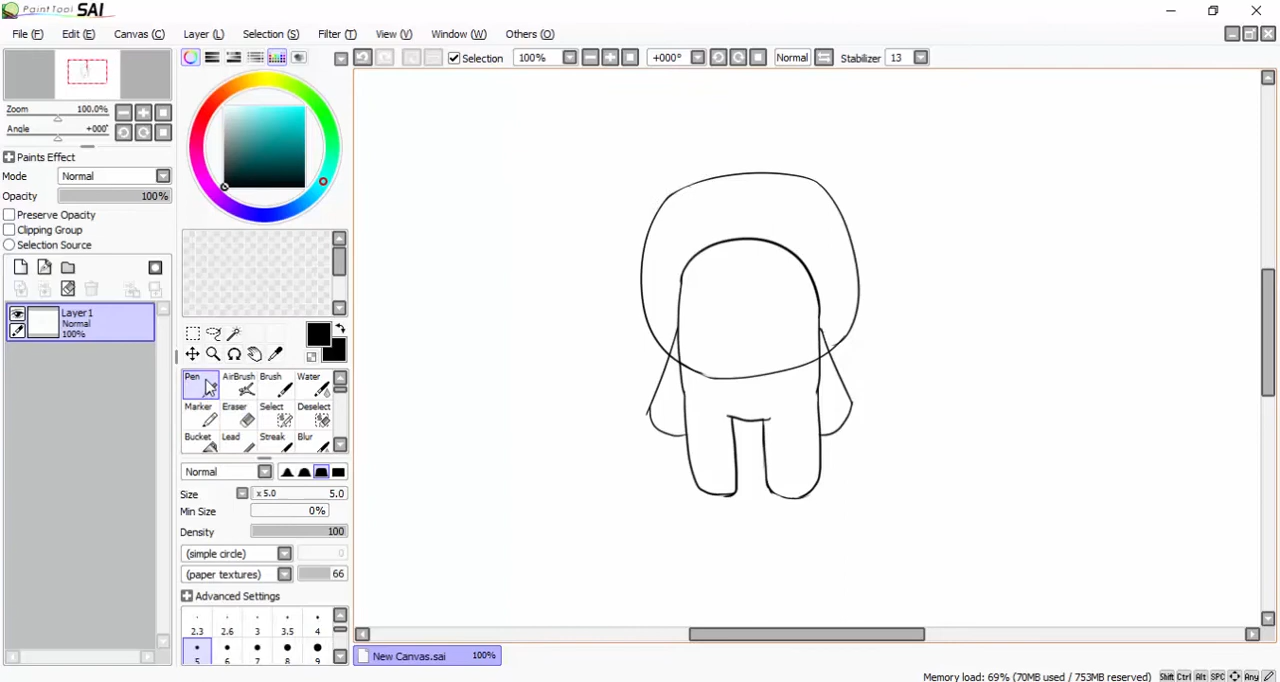 PaintTool SAI
File (F) Edit (E) Canvas (C) Layer (L) Selection (S) Filter (T) View (V) Window (W) Others (O)
Selection 100% +000° Normal Stabilizer 13
Zoom 100.0%
Angle +000°
Paints Effect
Mode Normal
Opacity 100%
Preserve Opacity
Clipping Group
Selection Source
Layer1
Normal
100%
Pen AirBrush Brush Water
Marker Eraser Select Deselect
Bucket Lead Streak Blur
Normal
Size x 5.0 5.0
Min Size 0%
Density 100
(simple circle) 0
(paper textures) 66
Advanced Settings
2.3 2.6 3 3.5 4
5 6 7 8 9
New Canvas.sai 100%
Memory load: 69% (70MB used / 753MB reserved) Shift Ctrl Alt SPC Any